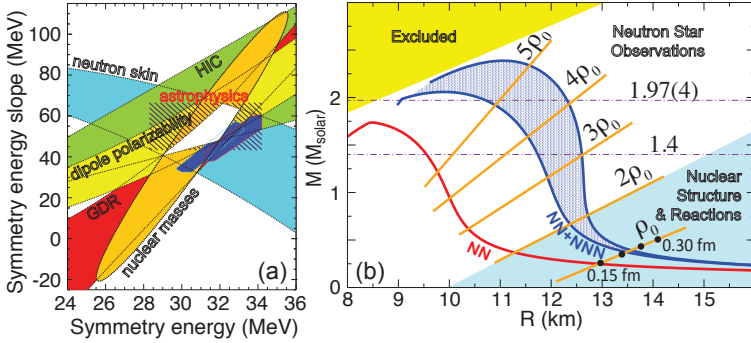 Symmetry energy slope (MeV)
100
80
60
40
20
0
-20
24 26 28 30 32 34 36
Symmetry energy (MeV)
neutron skin
HIC
astrophysics
dipole polarizability
GDR
nuclear masses
(a)
M (M solar)
2
1
0
8 9 10 11 12 13 14 15
R (km)
Excluded
Neutron Star
Observations
5ρ0
4ρ0
1.97(4)
3ρ0
1.4
2ρ0
Nuclear
Structure
& Reactions
NN+NNN
NN
ρ0
0.30 fm
0.15 fm
(b)